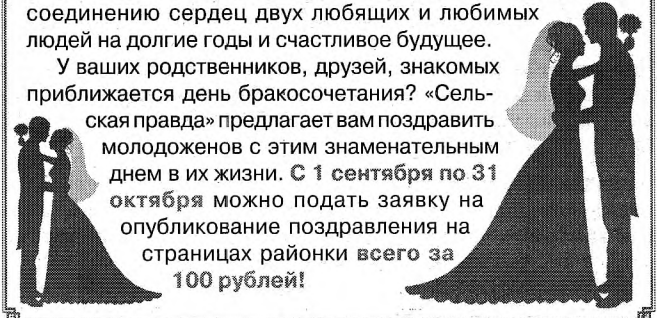 соединению сердец двух любящих и любимых
людей на долгие годы и счастливое будущее.
У ваших родственников, друзей, знакомых
приближается день бракосочетания? «Сель-
ская правда» предлагает вам поздравить
молодоженов с этим знаменательным
днем в их жизни. С 1 сентября по 31
октября можно подать заявку на
опубликование поздравления на
страницах районки всего за
100 рублей!